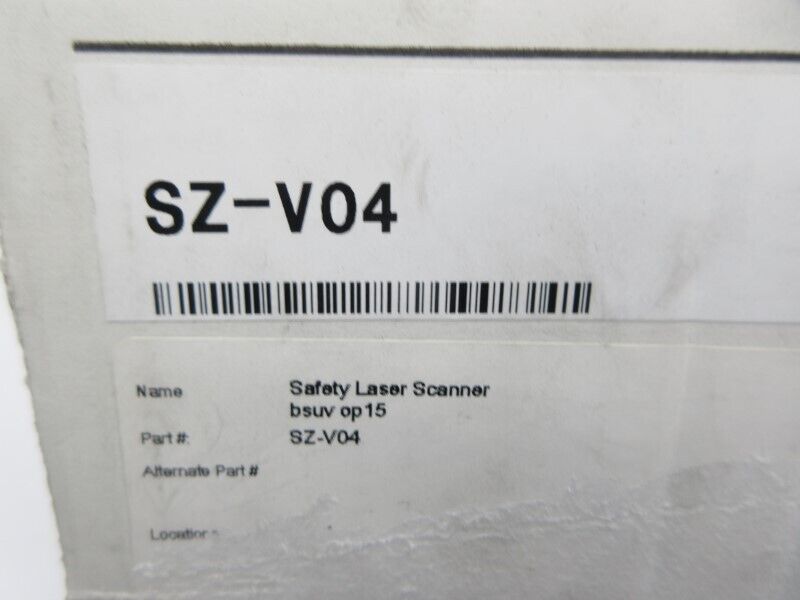 SZ-V04
Name Safety Laser Scanner
bsuv op15
Part #: SZ-V04
Alternate Part #
Location